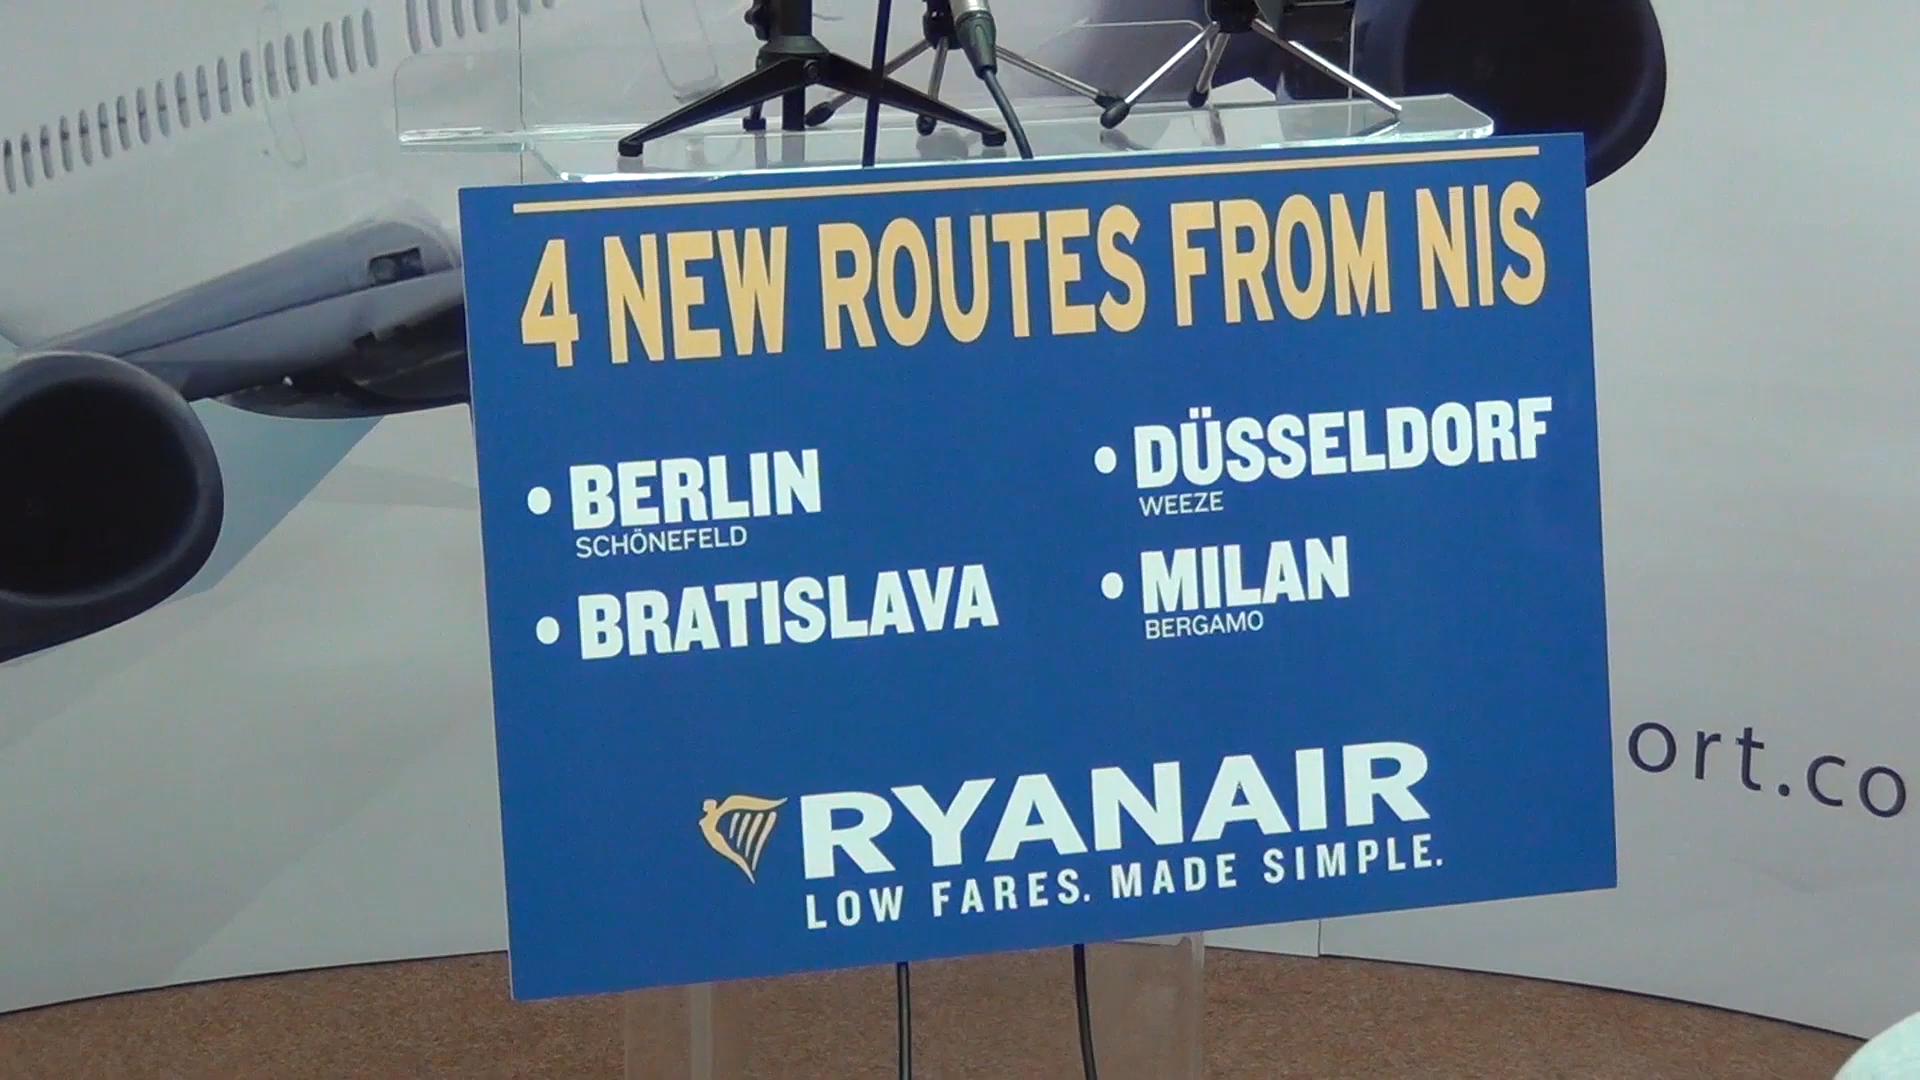 4 NEW ROUTES FROM NIS
• BERLIN
SCHÖNEFELD
• BRATISLAVA
• DÜSSELDORF
WEEZE
• MILAN
BERGAMO
RYANAIR
LOW FARES. MADE SIMPLE.
ort.co